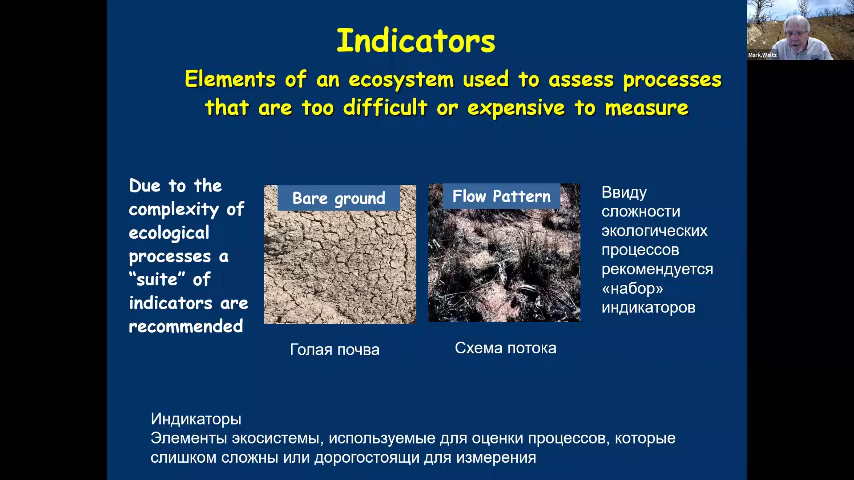 Indicators
Elements of an ecosystem used to assess processes
that are too difficult or expensive to measure
Due to the
complexity of
ecological
processes a
“suite” of
indicators are
recommended
Bare ground
Flow Pattern
Голая почва
Схема потока
Ввиду
сложности
экологических
процессов
рекомендуется
«набор»
индикаторов
Индикаторы
Элементы экосистемы, используемые для оценки процессов, которые
слишком сложны или дорогостоящи для измерения
Mark.Weltz